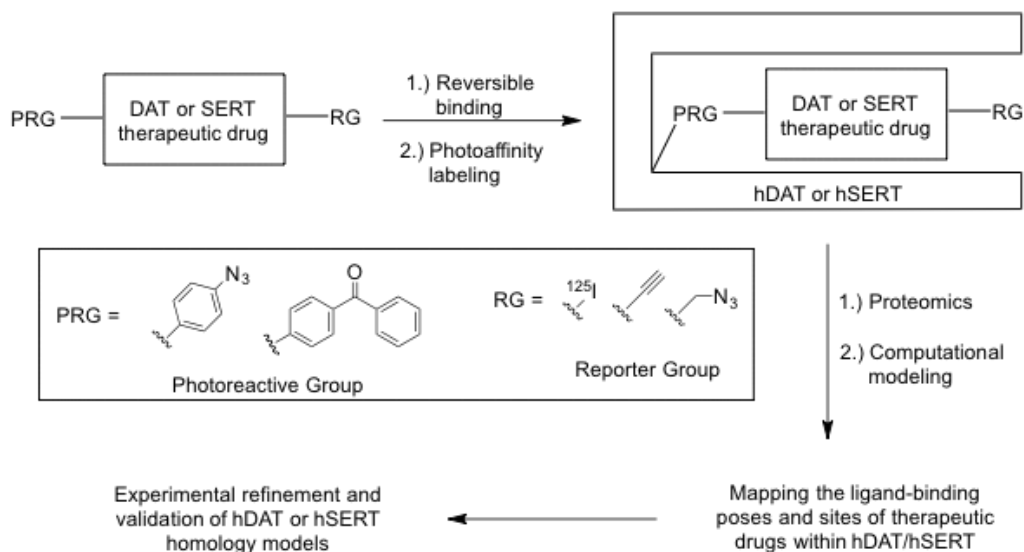 PRG
DAT or SERT
therapeutic drug
RG
1.) Reversible
binding
2.) Photoaffinity
labeling
PRG
DAT or SERT
therapeutic drug
RG
hDAT or hSERT
PRG =
N3
O
Photoreactive Group
RG =
125I
N3
Reporter Group
1.) Proteomics
2.) Computational
modeling
Mapping the ligand-binding
poses and sites of therapeutic
drugs within hDAT/hSERT
Experimental refinement and
validation of hDAT or hSERT
homology models